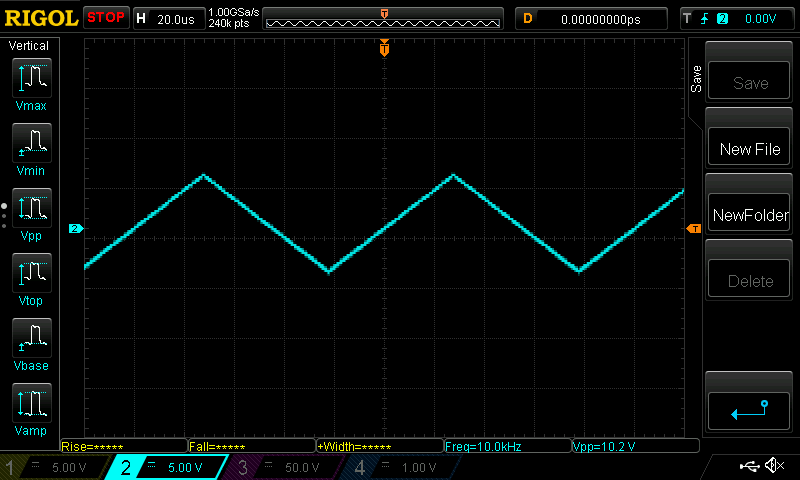 RIGOL STOP H 20.0us 1.00GSa/s D 0.00000000ps T 2 0.00V
240k pts
T
Vertical
Vmax
Vmin
Vpp
Vtop
Vbase
Vamp
2
T
T
Save
Save
New File
NewFolder
Delete
Rise=***** Fall=***** +Width=***** Freq=10.0kHz Vpp=10.2 V
1 5.00 V 2 5.00 V 3 50.0 V 4 1.00 V